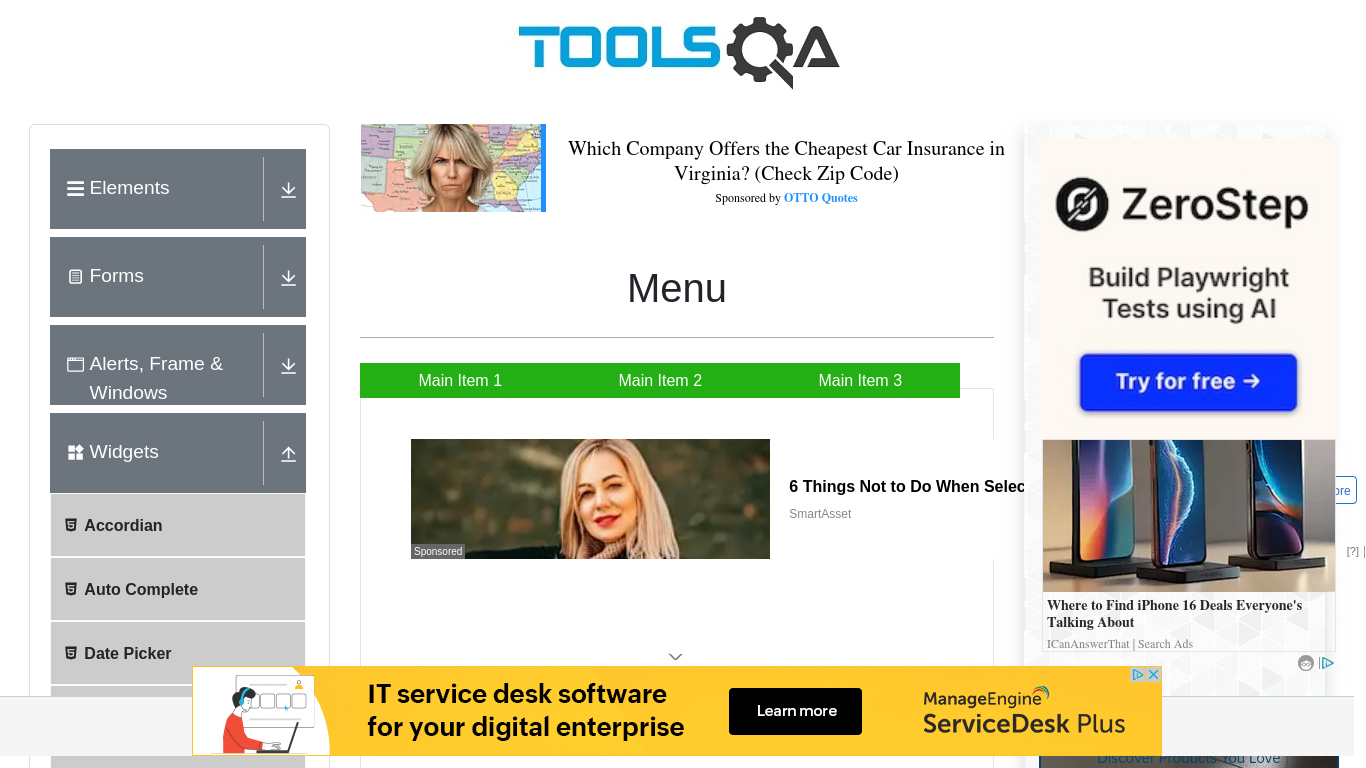 TOOLSQA
Elements
Forms
Alerts, Frame &
Windows
Widgets
Accordian
Auto Complete
Date Picker
Which Company Offers the Cheapest Car Insurance in
Virginia? (Check Zip Code)
Sponsored by OTTO Quotes
Menu
Main Item 1
Main Item 2
Main Item 3
Sponsored
6 Things Not to Do When Selec
SmartAsset
ZeroStep
Build Playwright
Tests using AI
Try for free →
ore
[?]
Where to Find iPhone 16 Deals Everyone's
Talking About
ICanAnswerThat | Search Ads
IT service desk software
for your digital enterprise
Learn more
ManageEngine
ServiceDesk Plus
Discover Products You Love